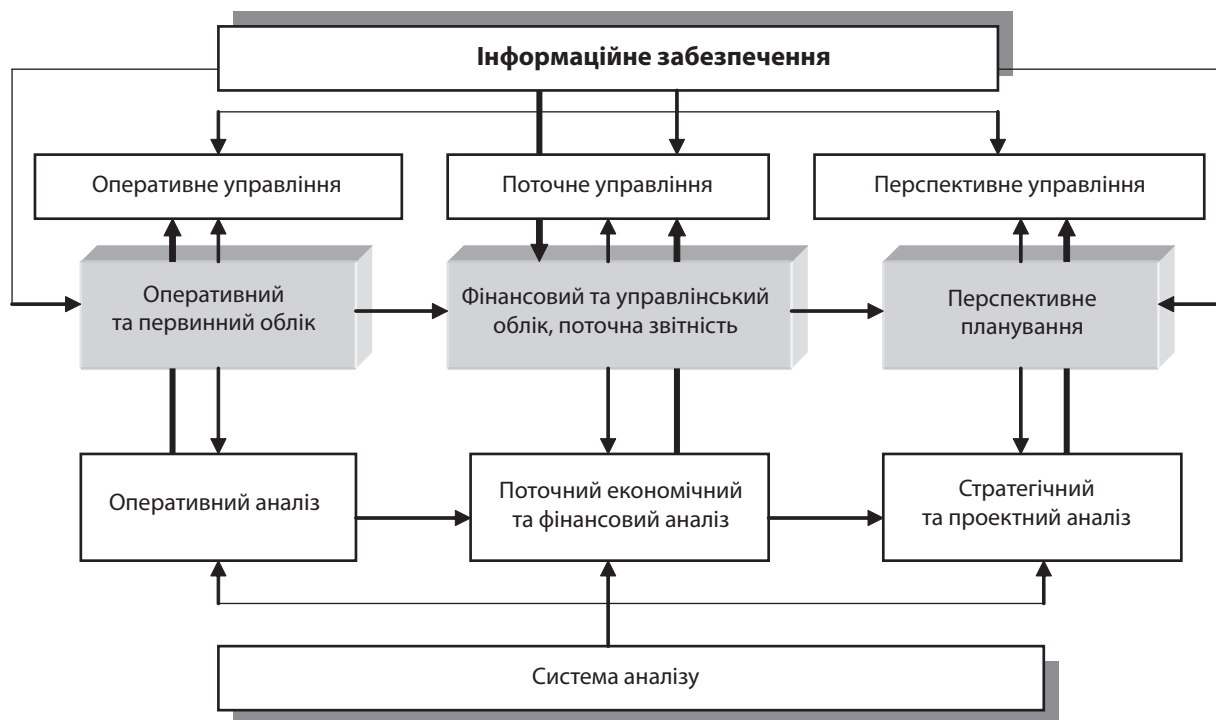 Інформаційне забезпечення
Оперативне управління
Поточне управління
Перспективне управління
Оперативний
та первинний облік
Фінансовий та управлінський
облік, поточна звітність
Перспективне
планування
Оперативний аналіз
Поточний економічний
та фінансовий аналіз
Стратегічний
та проектний аналіз
Система аналізу